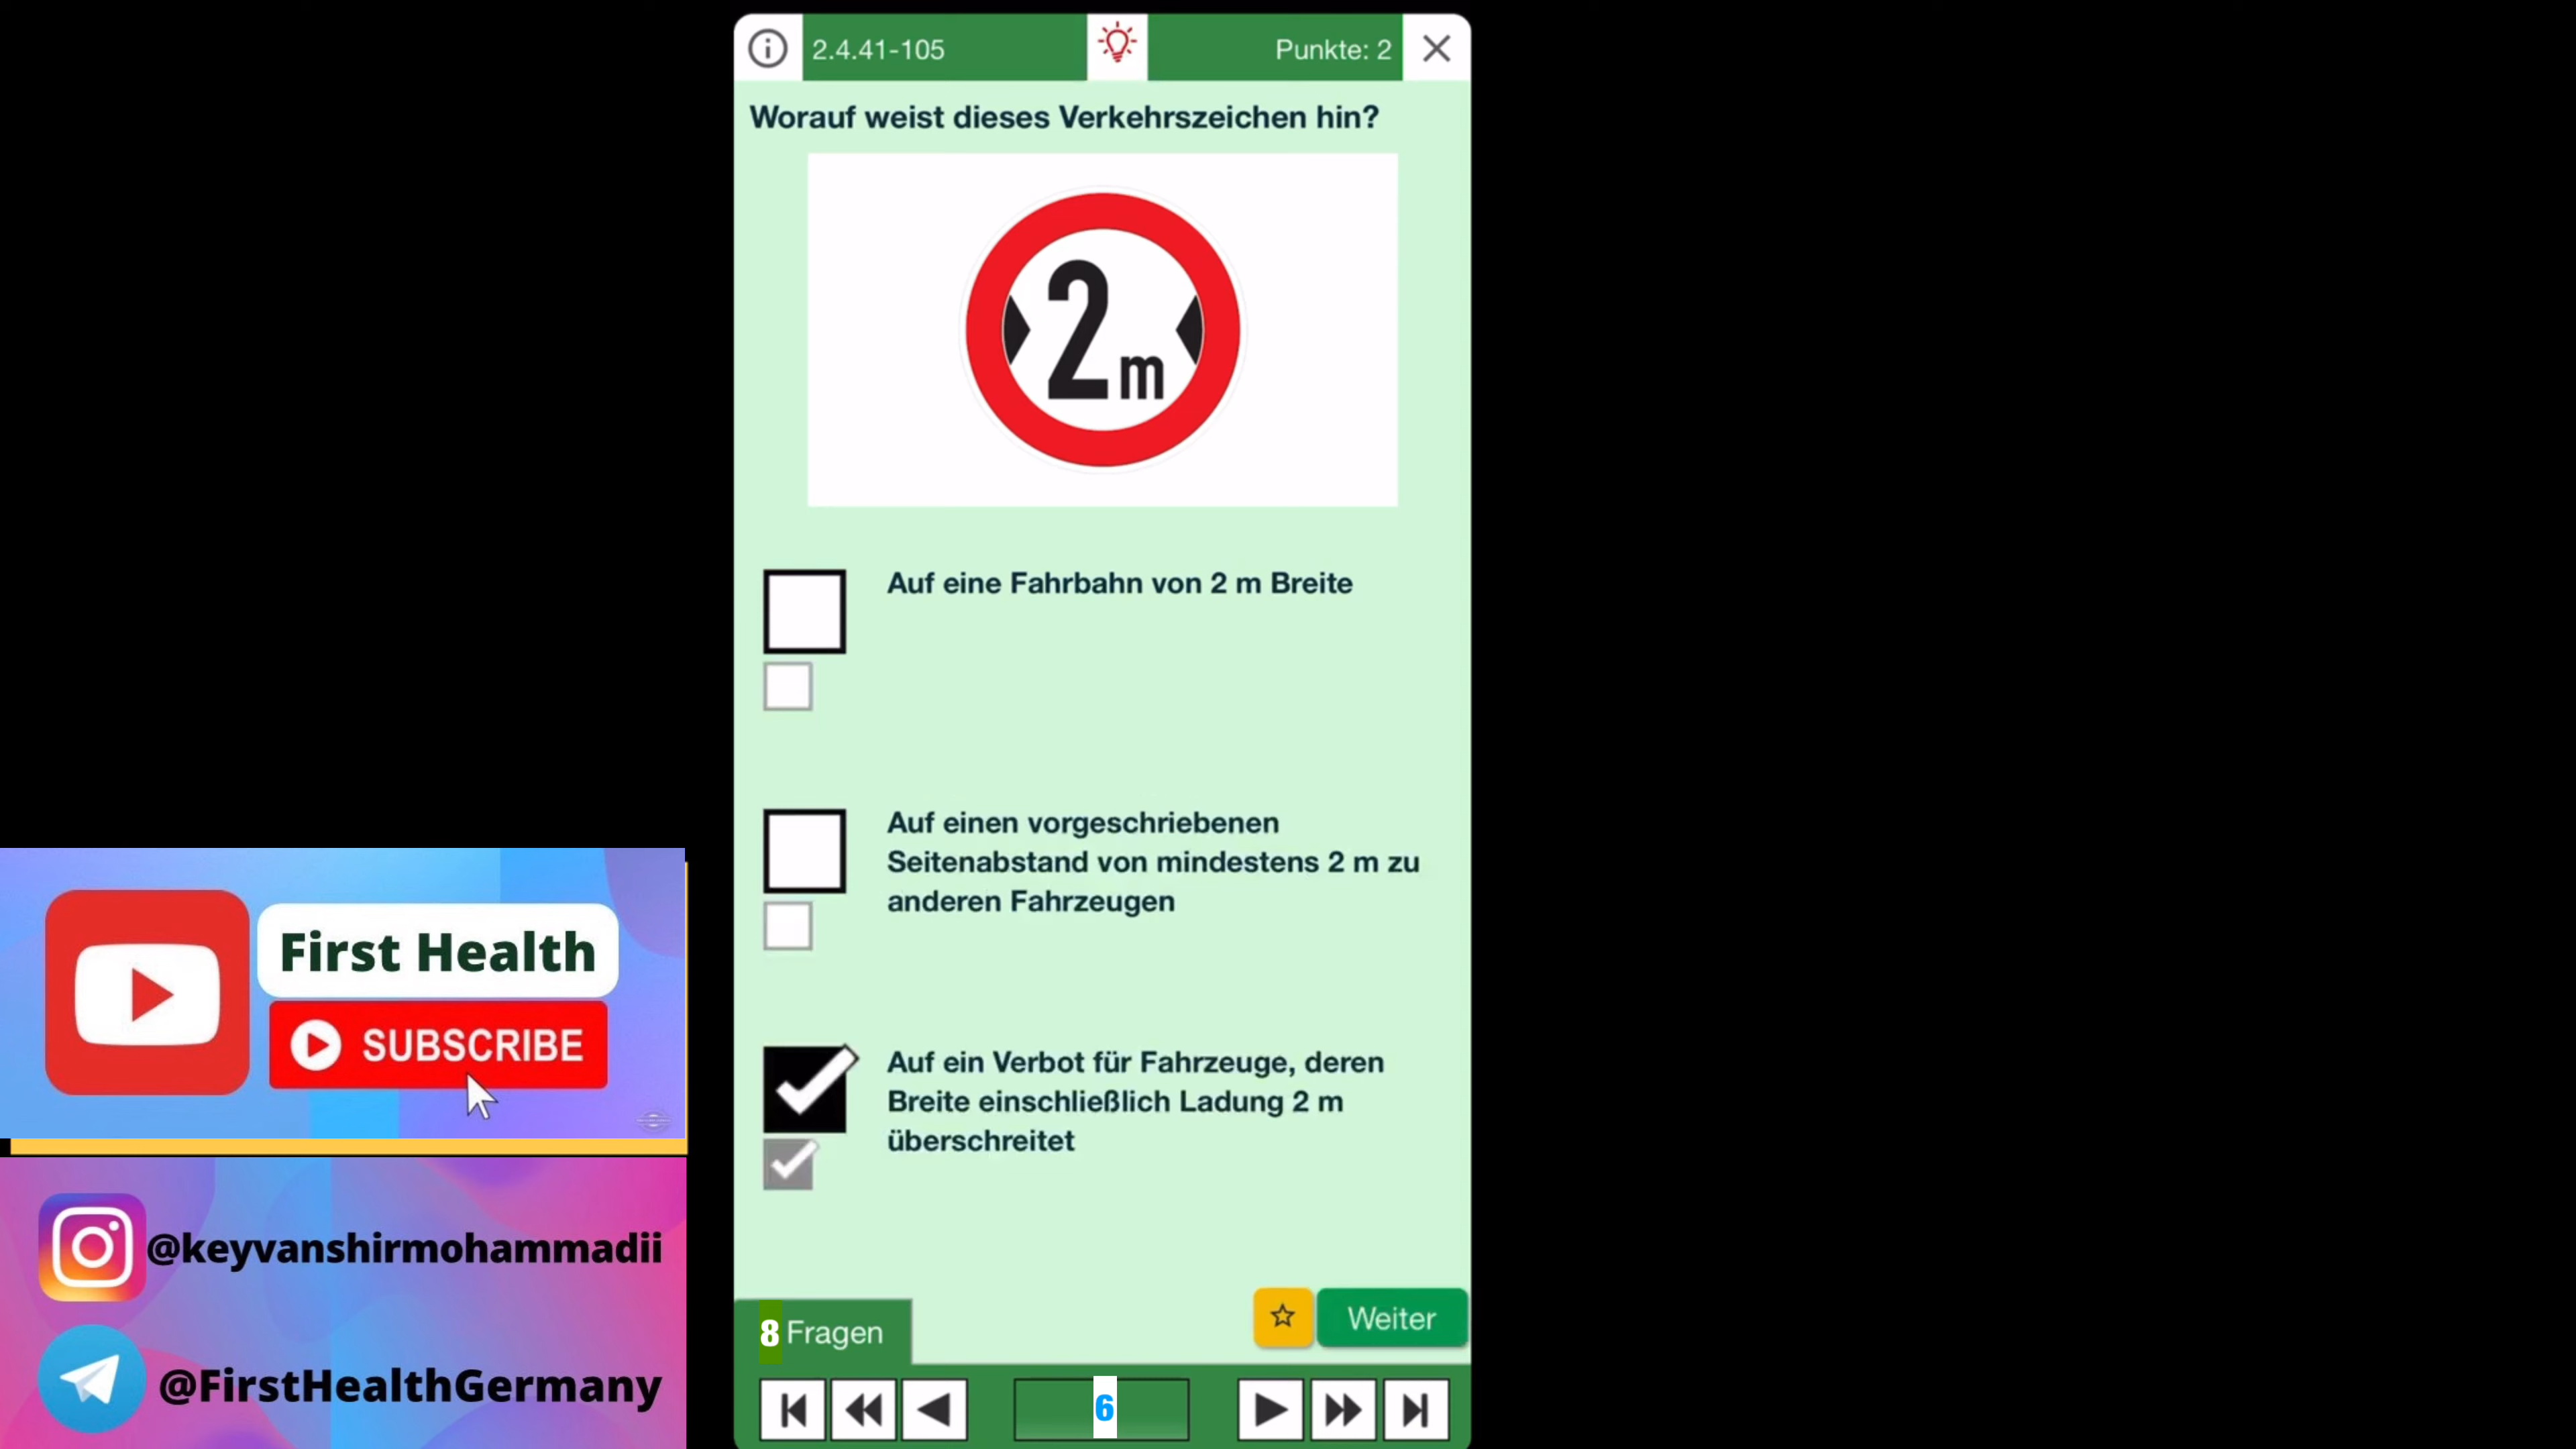 2.4.41-105
Punkte: 2
Worauf weist dieses Verkehrszeichen hin?
2 m
Auf eine Fahrbahn von 2 m Breite
Auf einen vorgeschriebenen
Seitenabstand von mindestens 2 m zu
anderen Fahrzeugen
Auf ein Verbot für Fahrzeuge, deren
Breite einschließlich Ladung 2 m
überschreitet
First Health
SUBSCRIBE
@keyvanshirmohammadii
@FirstHealthGermany
Weiter
8 Fragen
6